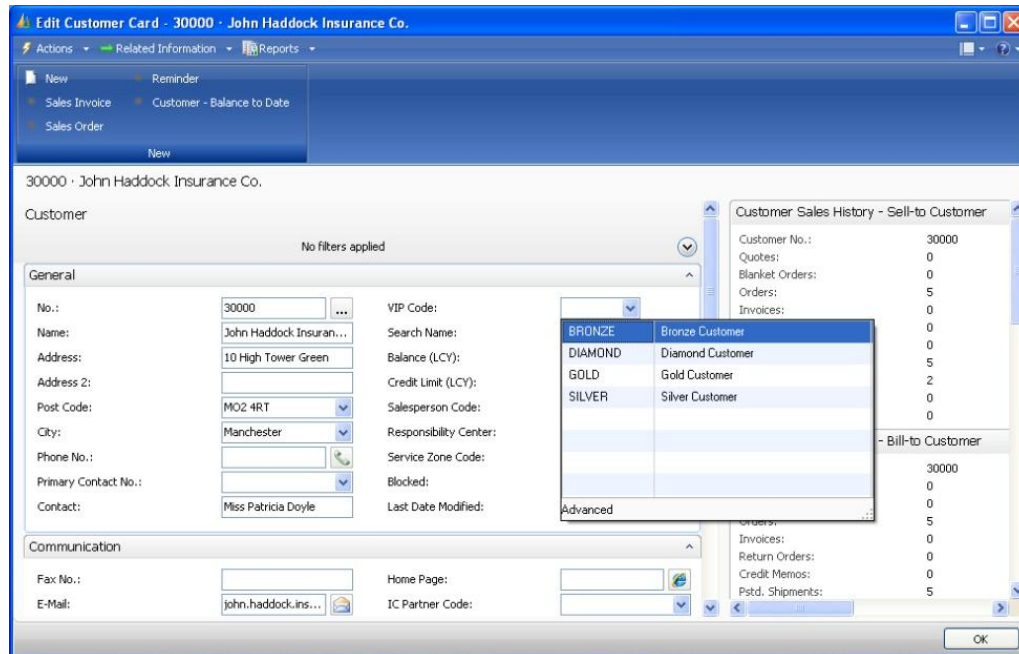 Edit Customer Card - 30000 · John Haddock Insurance Co.
Actions Related Information Reports
New Reminder
Sales Invoice Customer - Balance to Date
Sales Order
New
30000 · John Haddock Insurance Co.
Customer
No filters applied
General
No.: 30000 ... VIP Code:
Name: John Haddock Insuran... Search Name:
Address: 10 High Tower Green Balance (LCY):
Address 2: Credit Limit (LCY):
Post Code: MO2 4RT Salesperson Code:
City: Manchester Responsibility Center:
Phone No.: Service Zone Code:
Primary Contact No.: Blocked:
Contact: Miss Patricia Doyle Last Date Modified:
BRONZE Bronze Customer
DIAMOND Diamond Customer
GOLD Gold Customer
SILVER Silver Customer
Advanced
Communication
Fax No.: Home Page:
E-Mail: john.haddock.ins... IC Partner Code:
Customer Sales History - Sell-to Customer
Customer No.: 30000
Quotes: 0
Blanket Orders: 0
Orders: 5
Invoices: 0
0
0
5
2
0
0
- Bill-to Customer
30000
0
0
Orders: 5
Invoices: 0
Return Orders: 0
Credit Memos: 0
Pstd. Shipments: 5
OK